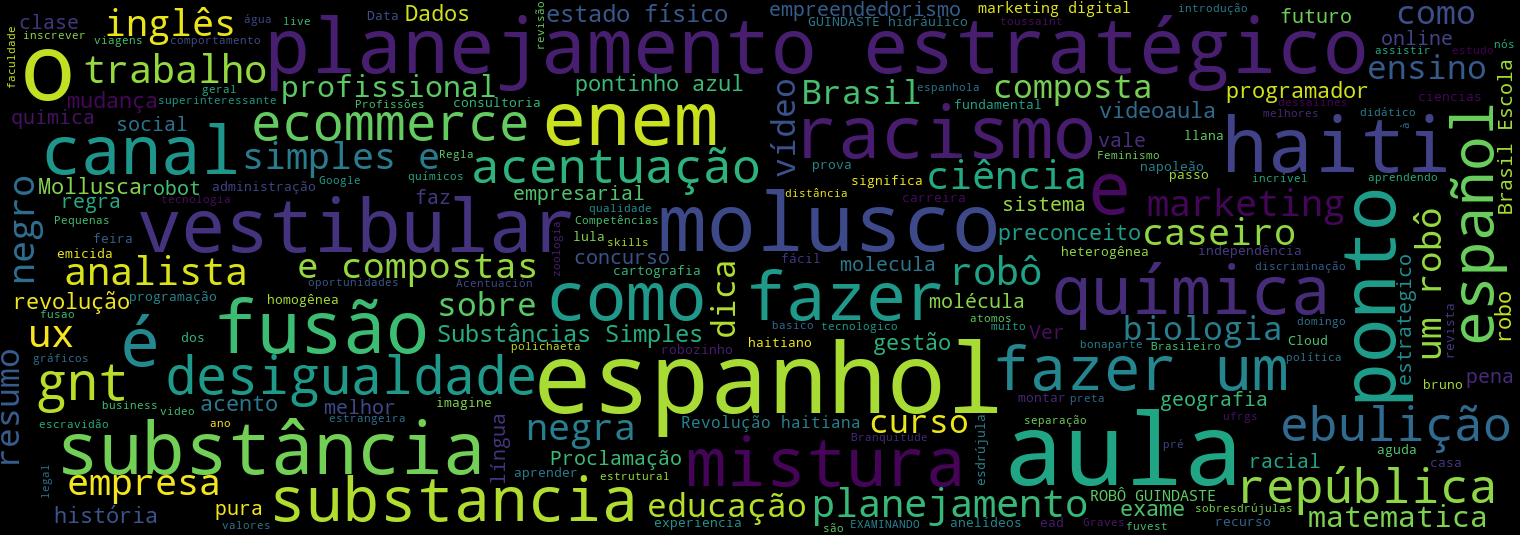 planejamento estratégico
o
inglês
clase
inscrever
viagens
água
comportamento
live
Data
Dados
revisão
estado físico
empreendedorismo
GUINDASTE hidráulico
toussaint
marketing digital
introdução
futuro
como
online
assistir
estudo
nós
faculdade
trabalho
geral
superinteressante
mudança
química
social
profissional
Profissões
consultoria
pontinho azul
ecommerce
enem
vídeo
Brasil
espanhola
fundamental
composta
videoaula
programador
dessalines
melhores
ensino
didático
ciencias
à
Brasil Escola
canal
simples e
Regla
Google
químicos
acentuação
prova
racismo
vale
Feminismo
llana
napoleão
passo
haiti
incrível
aprendendo
español
negro
Mollusca
robot
regra
administração
tecnologia
Pequenas
feira
emicida
vestibular
faz
empresarial
qualidade
Competências
lula
skills
zoologia
distância
significa
ciência
carreira
sistema
e
marketing
molusco
preconceito
caseiro
heterogênea
independência
ponto
analista
e compostas
concurso
cartografia
fácil
oportunidades
Acentuacion
molecula
robô
discriminação
estratégico
um robô
robo
revista
revolução
programação
homogênea
fusao
fusão
sobre
como
dica
fazer
molécula
atomos
química
domingo
ux
é
dos
Substâncias Simples
polichaeta
robozinho
basico
tecnologico
muito
haitiano
gestão
Ver
biologia
bonaparte
Brasileiro
Cloud
política
resumo
gráficos
gnt
desigualdade
espanhol
fazer um
montar
preta
geografia
bruno
pena
business
video
acento
melhor
imagine
estrangeira
escravidão
ano
substância
língua
negra
Revolução haitiana
curso
Branquitude
esdrújula
separação
aula
pré
ufrgs
aguda
casa
ebulição
Proclamação
aprender
estrutural
mistura
racial
legal
empresa
pura
substancia
educação
planejamento
ROBÔ GUINDASTE
exame
república
história
valores
experiencia
são
EXAMINANDO
anelídeos
ead
Graves
fuvest
sobresdrújulas
recurso
matematica